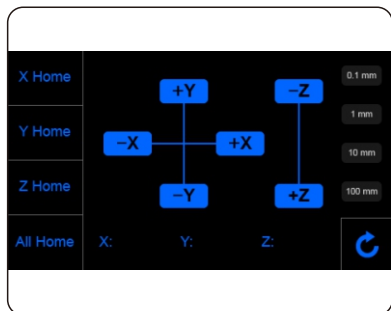 X Home
Y Home
Z Home
All Home
+Y
−X
+X
−Y
−Z
+Z
X:
Y:
Z:
0.1 mm
1 mm
10 mm
100 mm